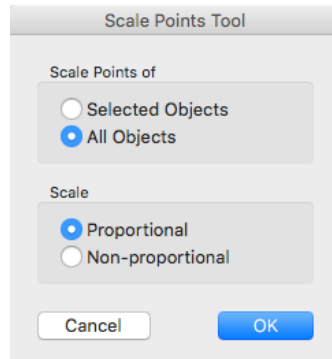 Scale Points Tool
Scale Points of
Selected Objects
All Objects
Scale
Proportional
Non-proportional
Cancel OK